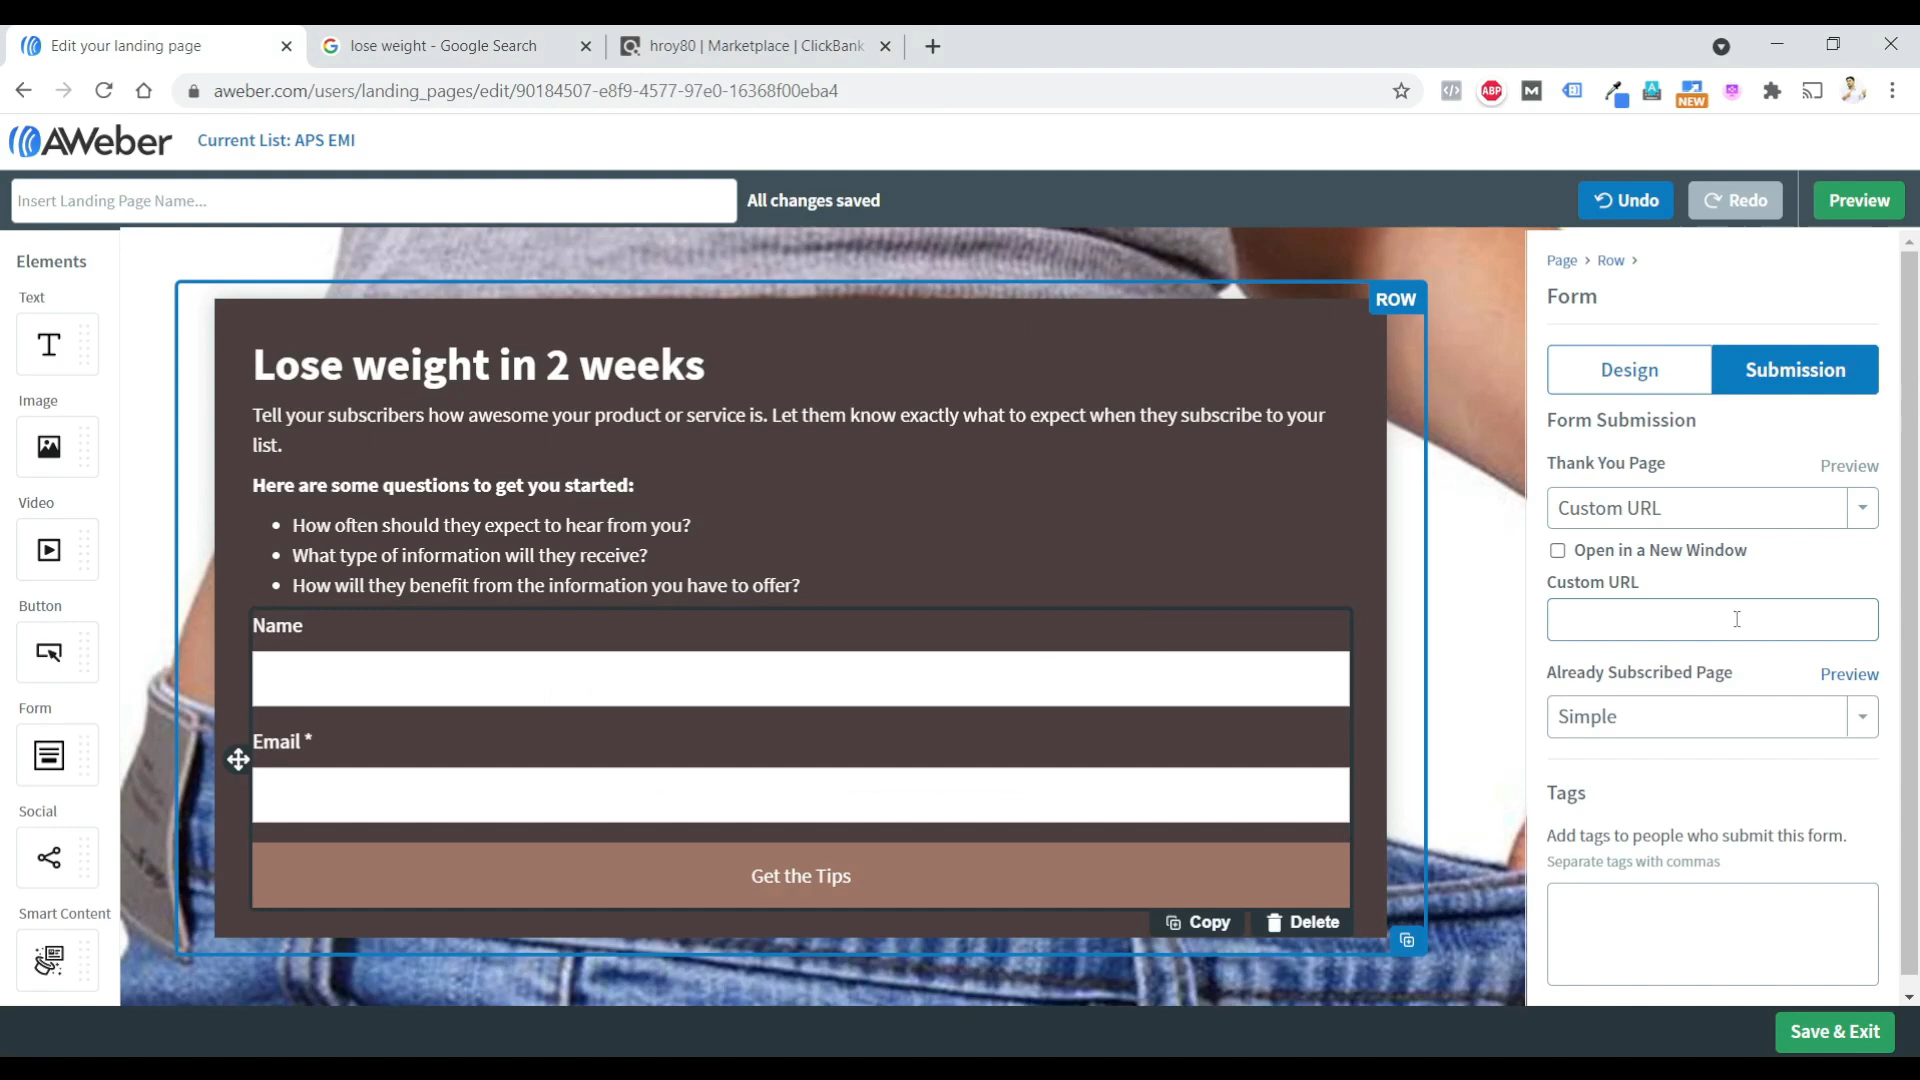 Edit your landing page
lose weight - Google Search
hroy80 | Marketplace | ClickBank
aweber.com/users/landing_pages/edit/90184507-e8f9-4577-97e0-16368f00eba4
ABP
M
NEW
AWeber
Current List: APS EMI
Insert Landing Page Name...
All changes saved
Undo
Redo
Preview
Elements
Text
Image
Video
Button
Form
Social
Smart Content
ROW
Lose weight in 2 weeks
Tell your subscribers how awesome your product or service is. Let them know exactly what to expect when they subscribe to your
list.
Here are some questions to get you started:
• How often should they expect to hear from you?
• What type of information will they receive?
• How will they benefit from the information you have to offer?
Name
Email *
Get the Tips
Copy
Delete
Page > Row >
Form
Design
Submission
Form Submission
Thank You Page
Preview
Custom URL
Open in a New Window
Custom URL
Already Subscribed Page
Preview
Simple
Tags
Add tags to people who submit this form.
Separate tags with commas
Save & Exit